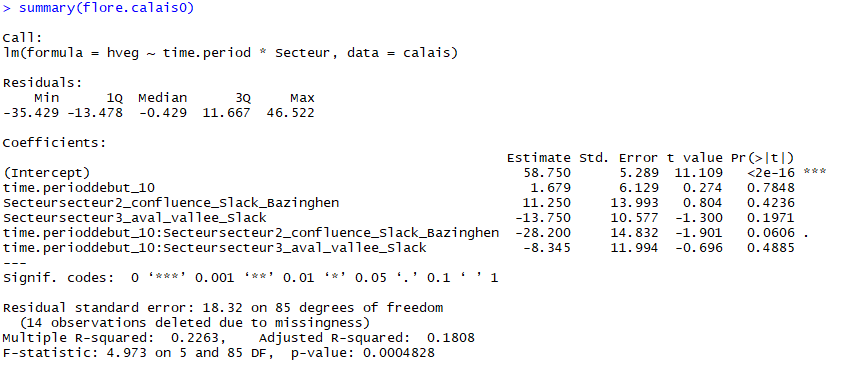 > summary(flore.calais0)
Call:
lm(formula = hveg ~ time.period * Secteur, data = calais)
Residuals:
    Min      1Q  Median      3Q     Max
-35.429 -13.478  -0.429  11.667  46.522
Coefficients:
                                                            Estimate Std. Error t value Pr(>|t|)
(Intercept)                                                   58.750      5.289  11.109   <2e-16 ***
time.perioddebut_10                                            1.679      6.129   0.274   0.7848
Secteursecteur2_confluence_Slack_Bazinghen                    11.250     13.993   0.804   0.4236
Secteursecteur3_aval_vallee_Slack                            -13.750     10.577  -1.300   0.1971
time.perioddebut_10:Secteursecteur2_confluence_Slack_Bazinghen -28.200     14.832  -1.901   0.0606 .
time.perioddebut_10:Secteursecteur3_aval_vallee_Slack         -8.345     11.994  -0.696   0.4885
---
Signif. codes:  0 ‘***’ 0.001 ‘**’ 0.01 ‘*’ 0.05 ‘.’ 0.1 ‘ ’ 1
Residual standard error: 18.32 on 85 degrees of freedom
  (14 observations deleted due to missingness)
Multiple R-squared:  0.2263,    Adjusted R-squared:  0.1808
F-statistic: 4.973 on 5 and 85 DF,  p-value: 0.0004828